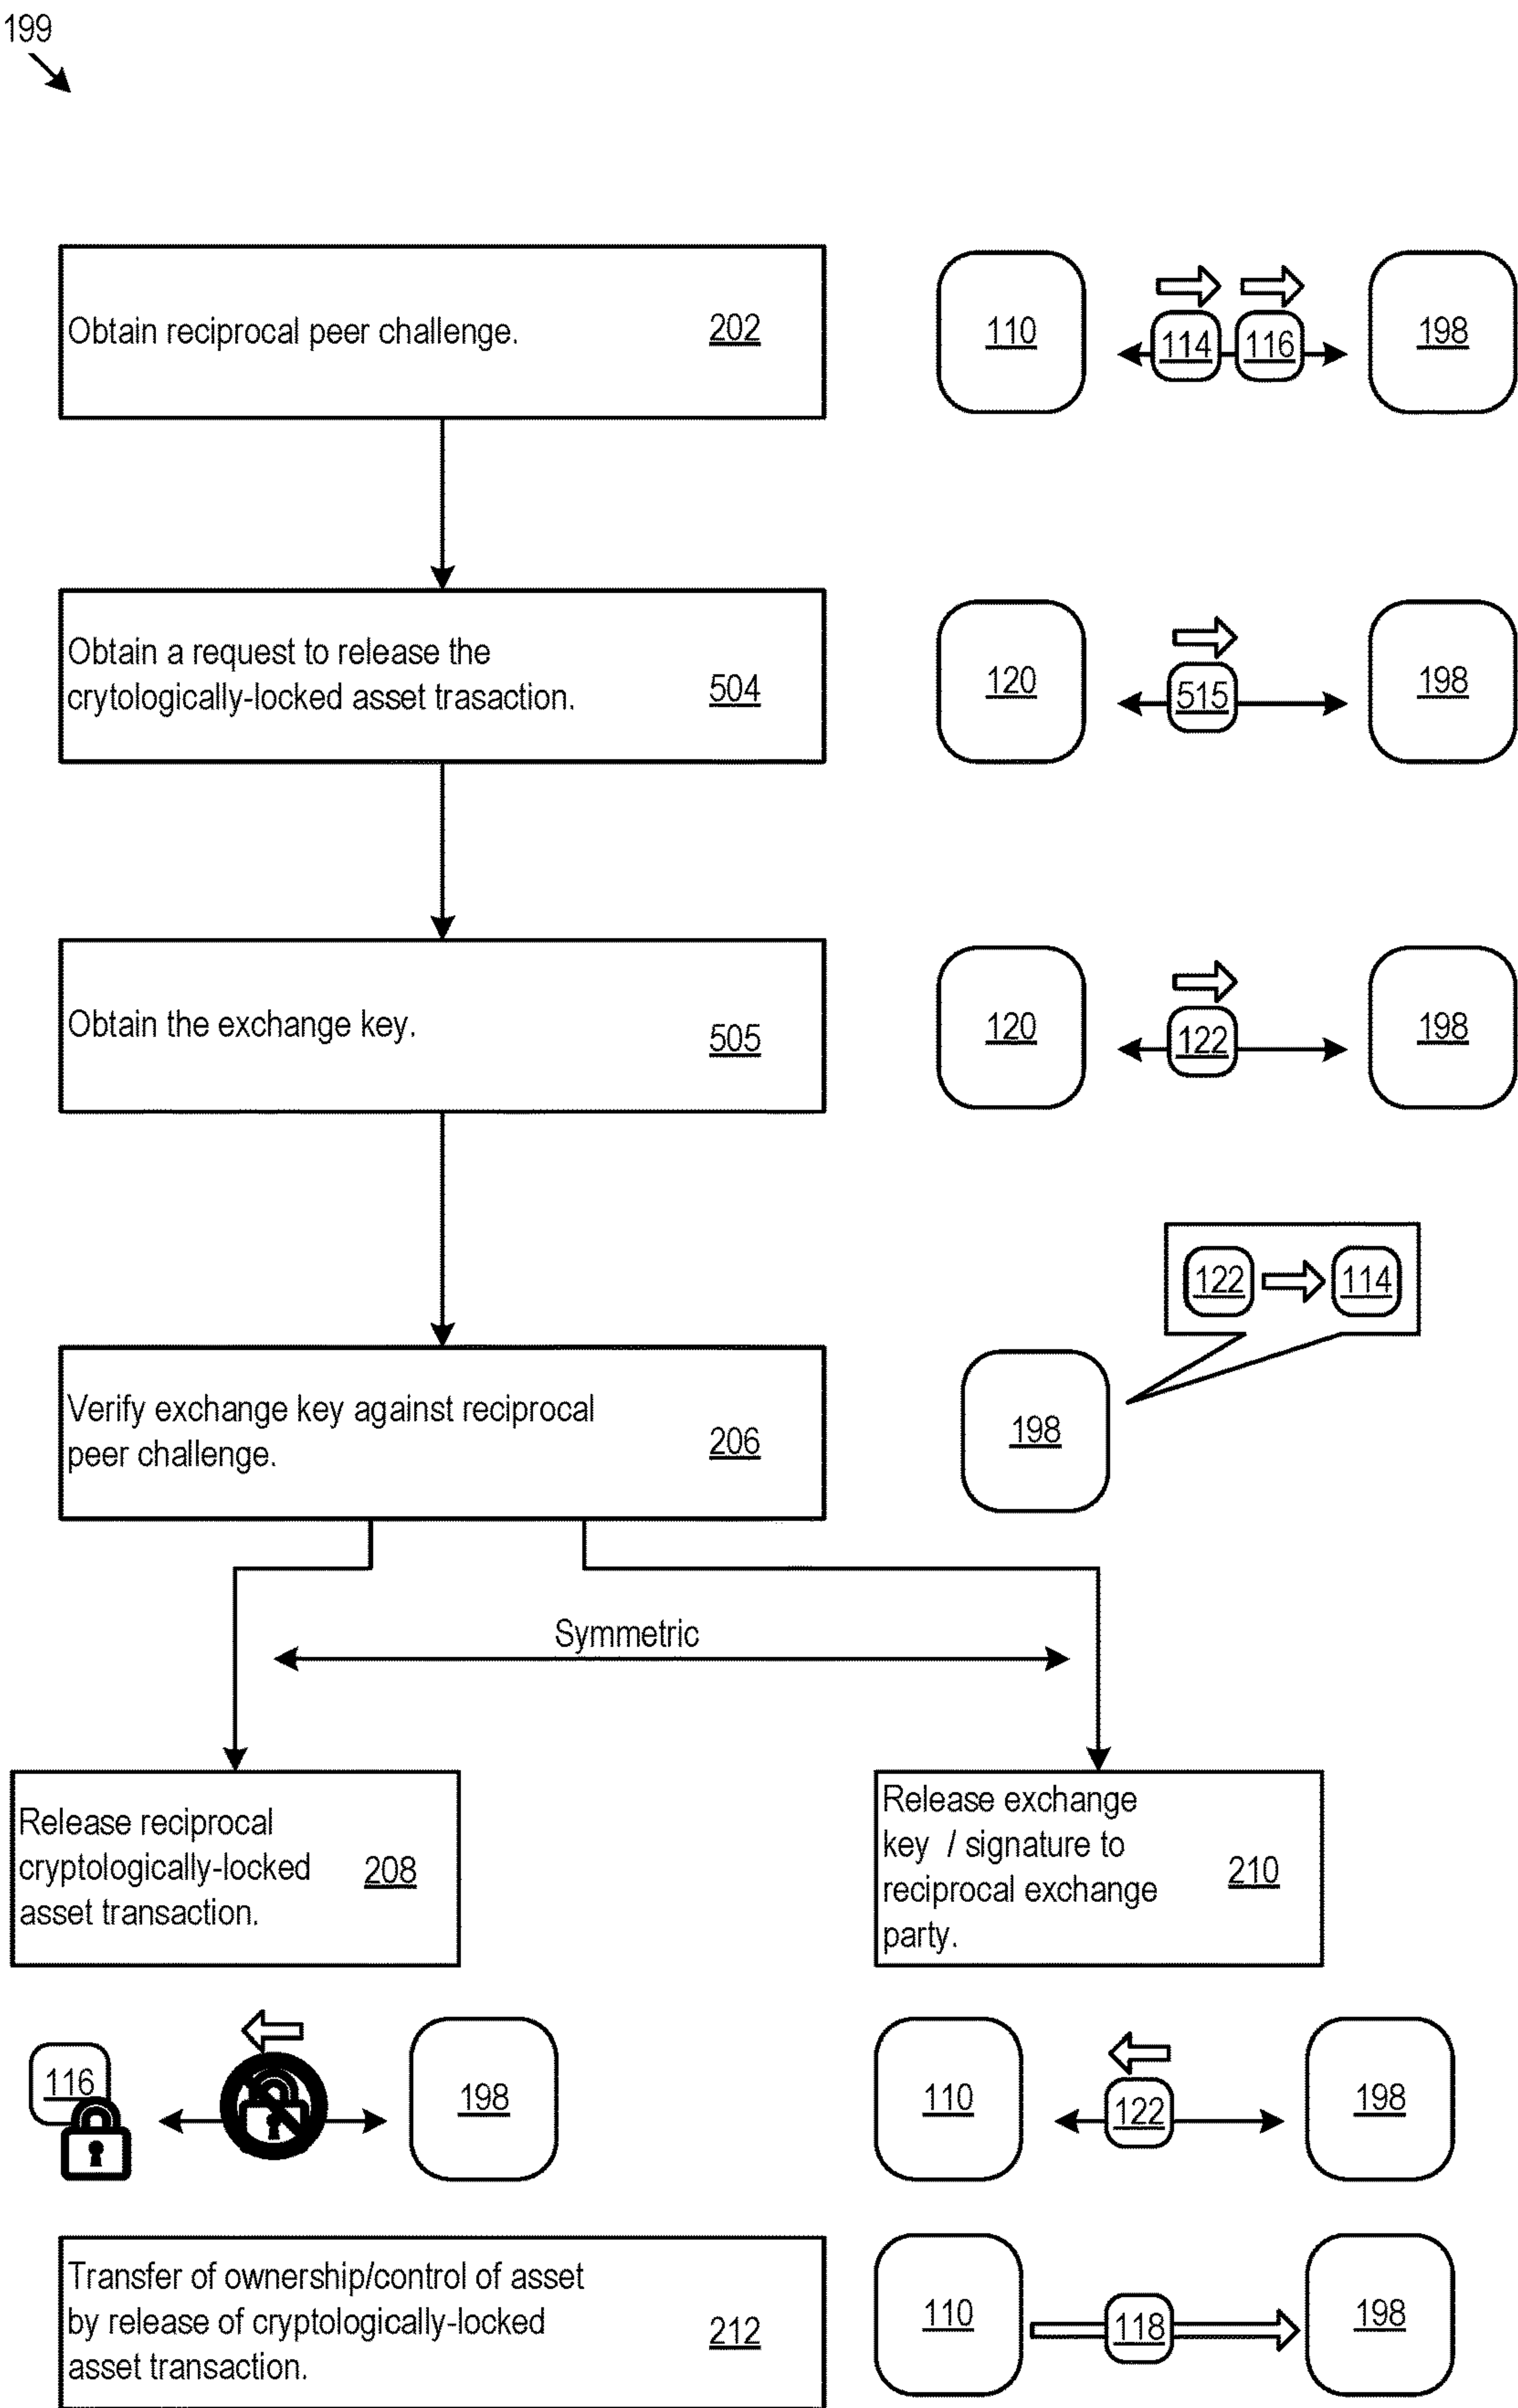 199
Obtain reciprocal peer challenge. 202
110 114 116 198
Obtain a request to release the
crytologically-locked asset trasaction. 504
120 515 198
Obtain the exchange key. 505
120 122 198
122 114
Verify exchange key against reciprocal
peer challenge. 206
198
Symmetric
Release reciprocal
cryptologically-locked
asset transaction. 208
Release exchange
key / signature to
reciprocal exchange
party. 210
116 198
110 122 198
Transfer of ownership/control of asset
by release of cryptologically-locked
asset transaction. 212
110 118 198